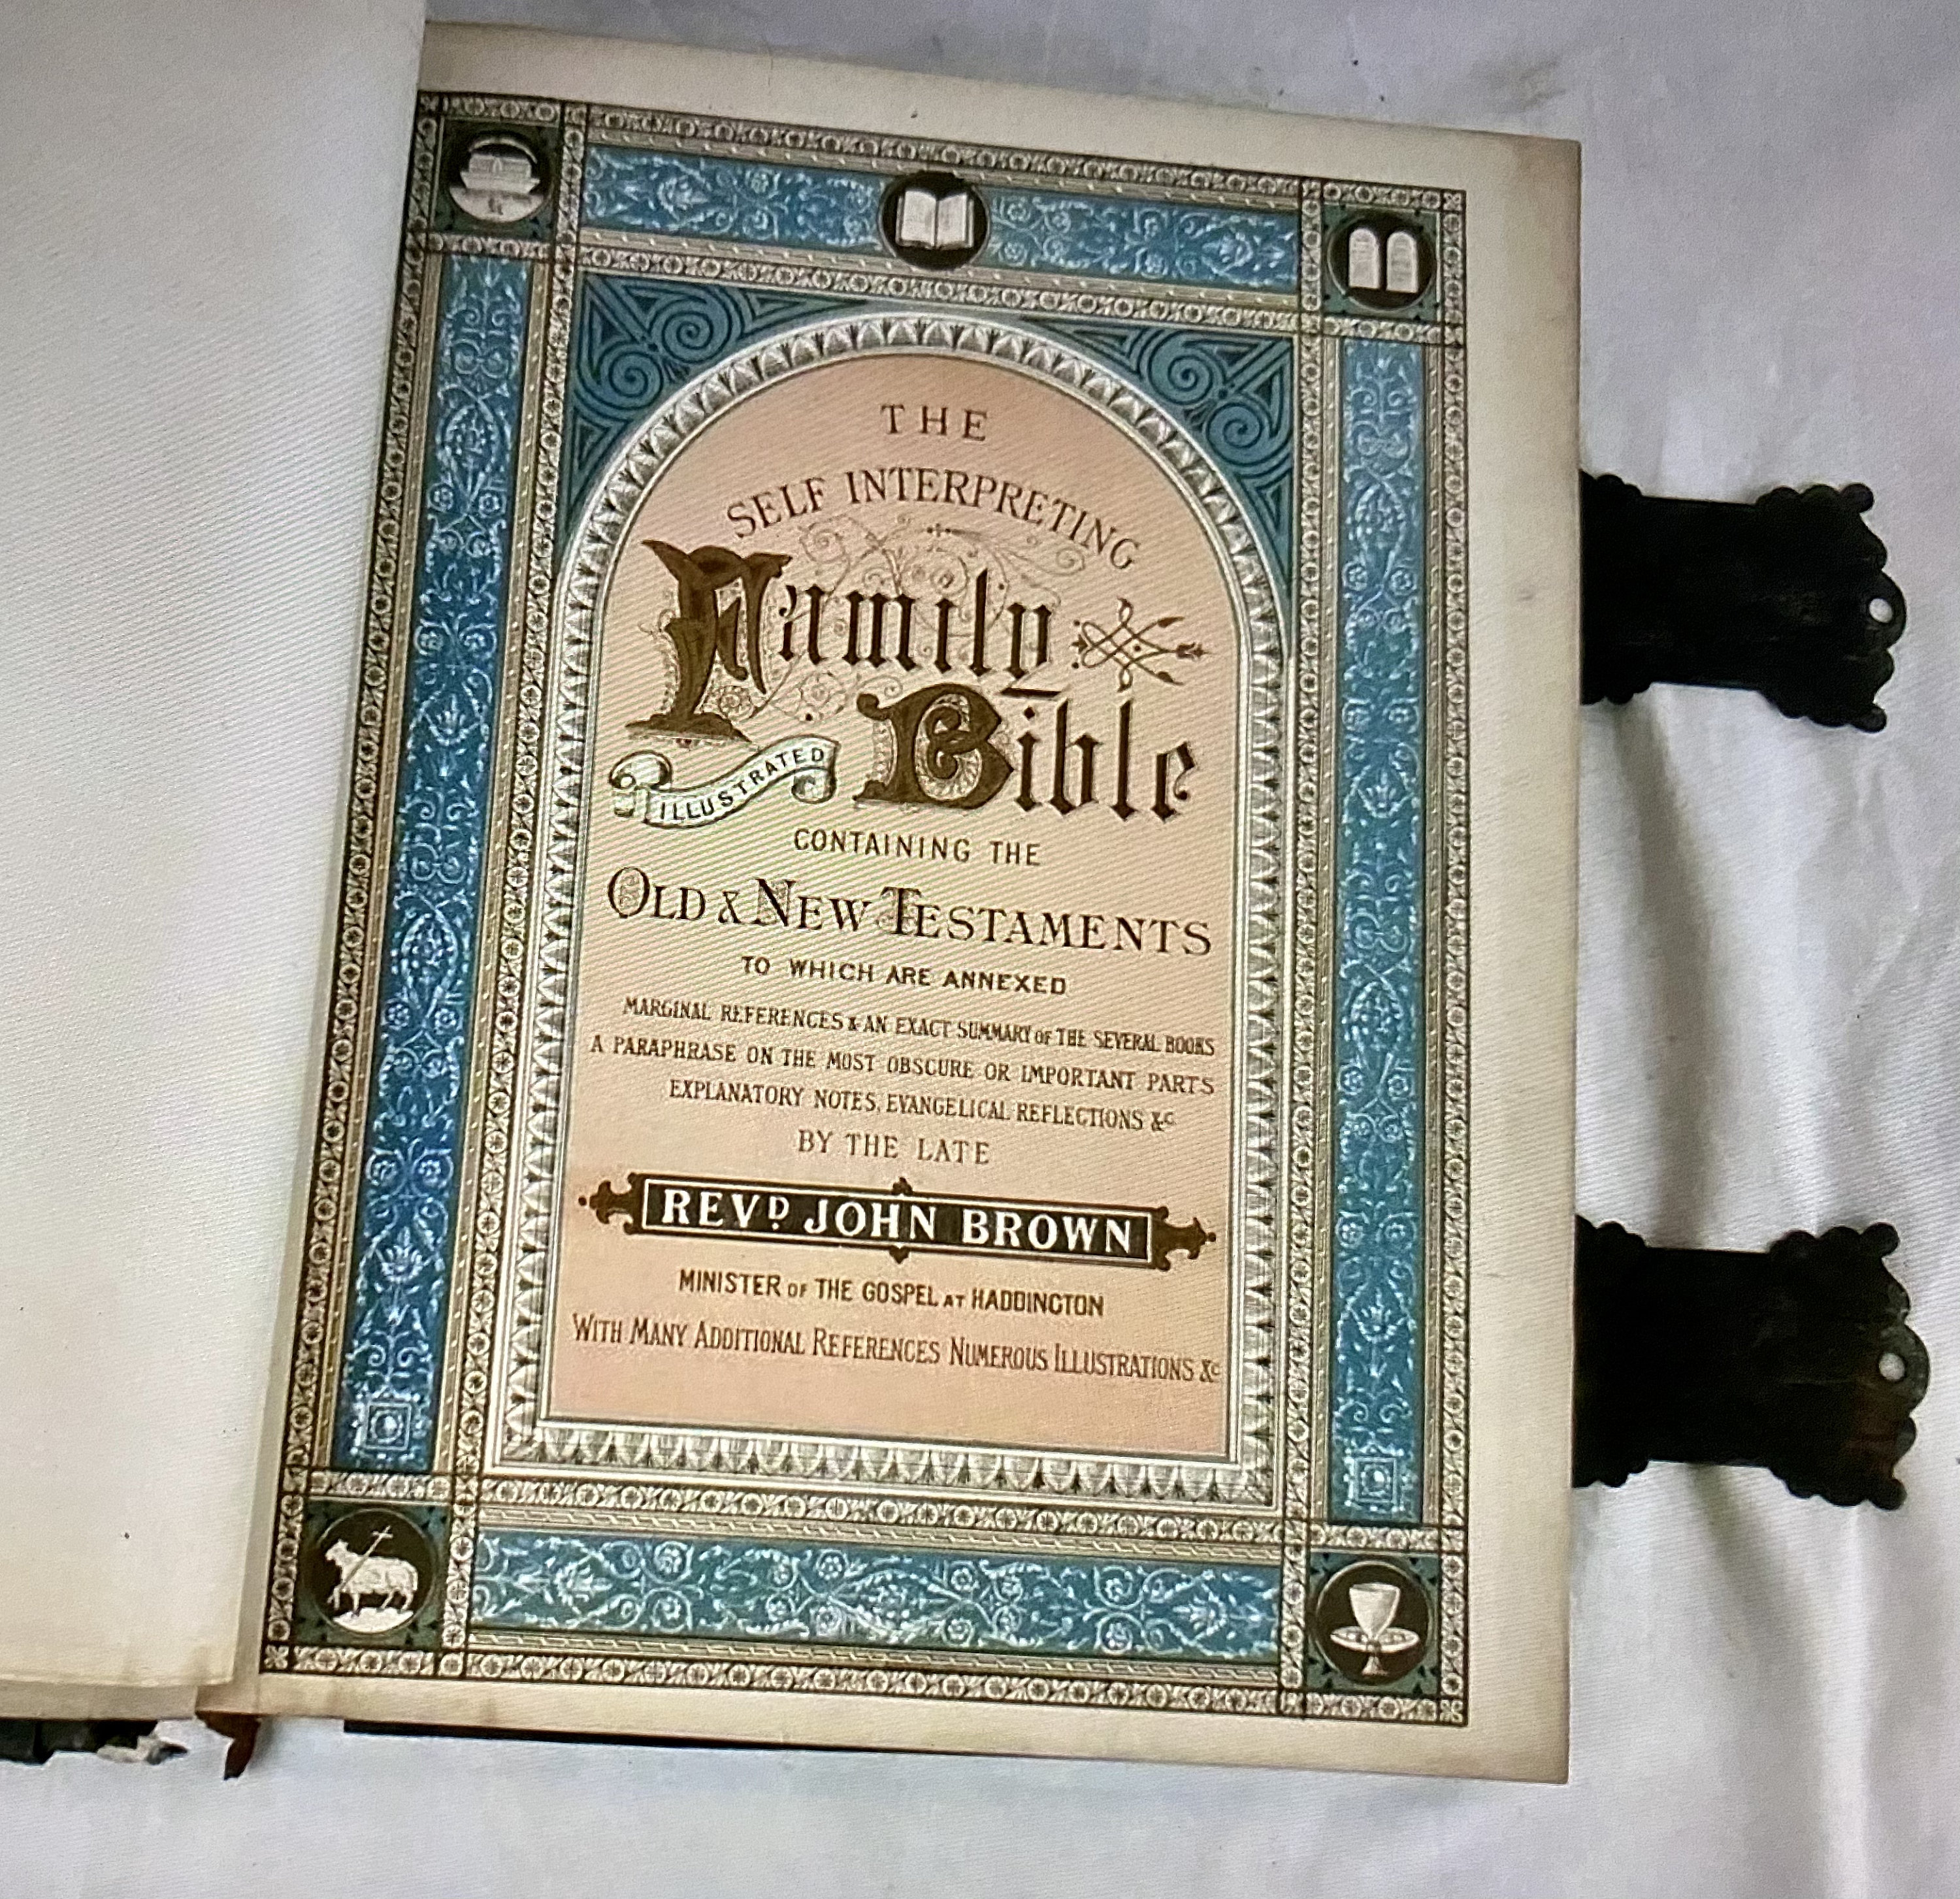 THE
SELF INTERPRETING
Family
Bible
ILLUSTRATED
CONTAINING THE
OLD & NEW TESTAMENTS
TO WHICH ARE ANNEXED
MARGINAL REFERENCES & AN EXACT SUMMARY OF THE SEVERAL BOOKS
A PARAPHRASE ON THE MOST OBSCURE OR IMPORTANT PARTS
EXPLANATORY NOTES, EVANGELICAL REFLECTIONS &c
BY THE LATE
REVD. JOHN BROWN
MINISTER OF THE GOSPEL AT HADDINGTON
WITH MANY ADDITIONAL REFERENCES NUMEROUS ILLUSTRATIONS &c